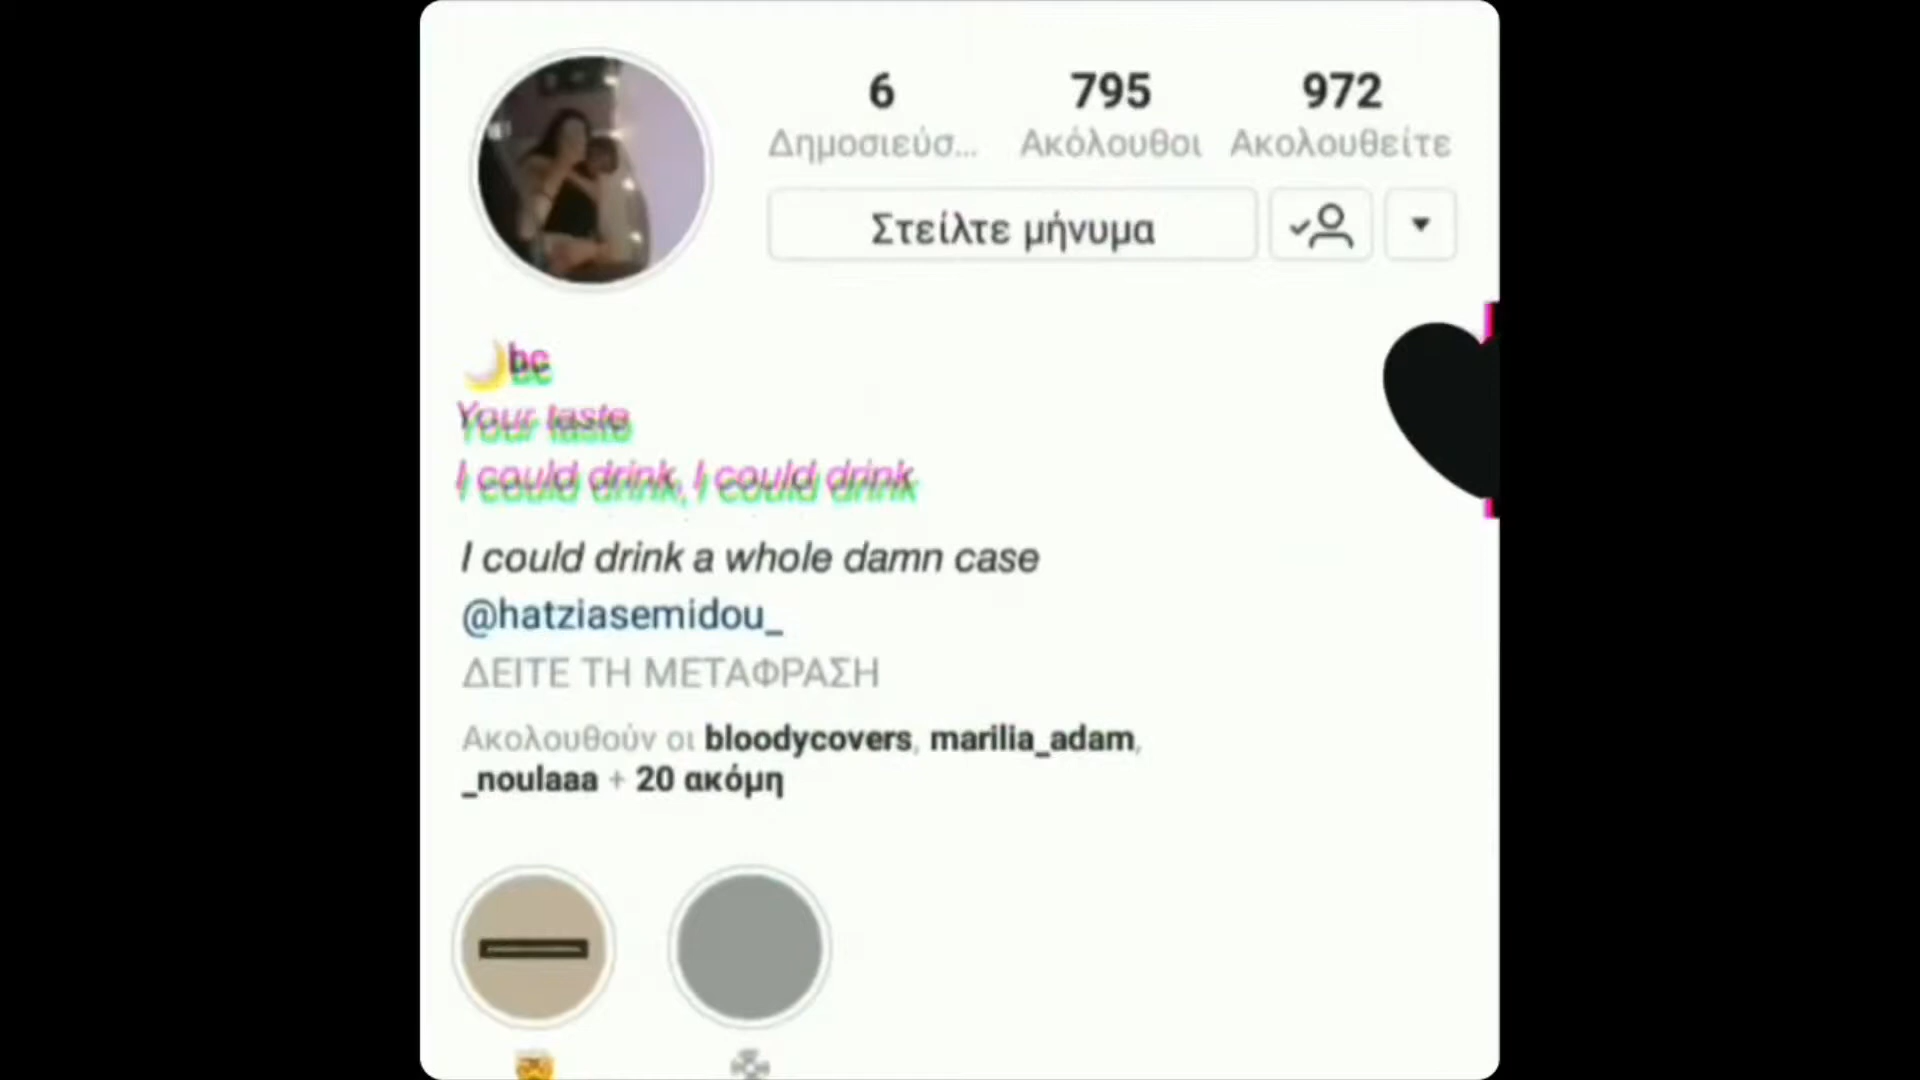 6 795 972
Δημοσιεύσ... Ακόλουθοι Ακολουθείτε
Στείλτε μήνυμα
bc
Your taste
I could drink, I could drink
I could drink a whole damn case
@hatziasemidou_
ΔΕΙΤΕ ΤΗ ΜΕΤΑΦΡΑΣΗ
Ακολουθούν οι bloodycovers, marilia_adam,
_noulaaa + 20 ακόμη